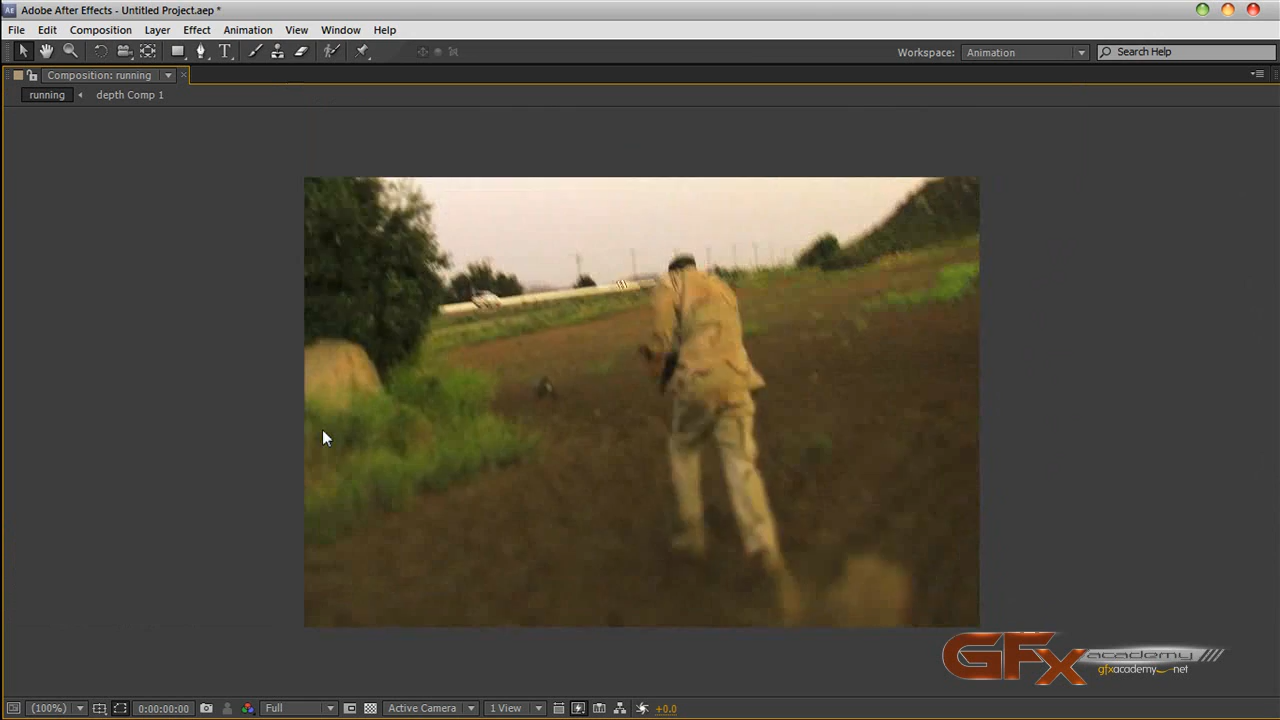 Adobe After Effects - Untitled Project.aep *
File Edit Composition Layer Effect Animation View Window Help
Workspace: Animation Search Help
Composition: running
running depth Comp 1
GFx academy
gfxacademy.net
(100%) 0:00:00:00 Full Active Camera 1 View +0.0